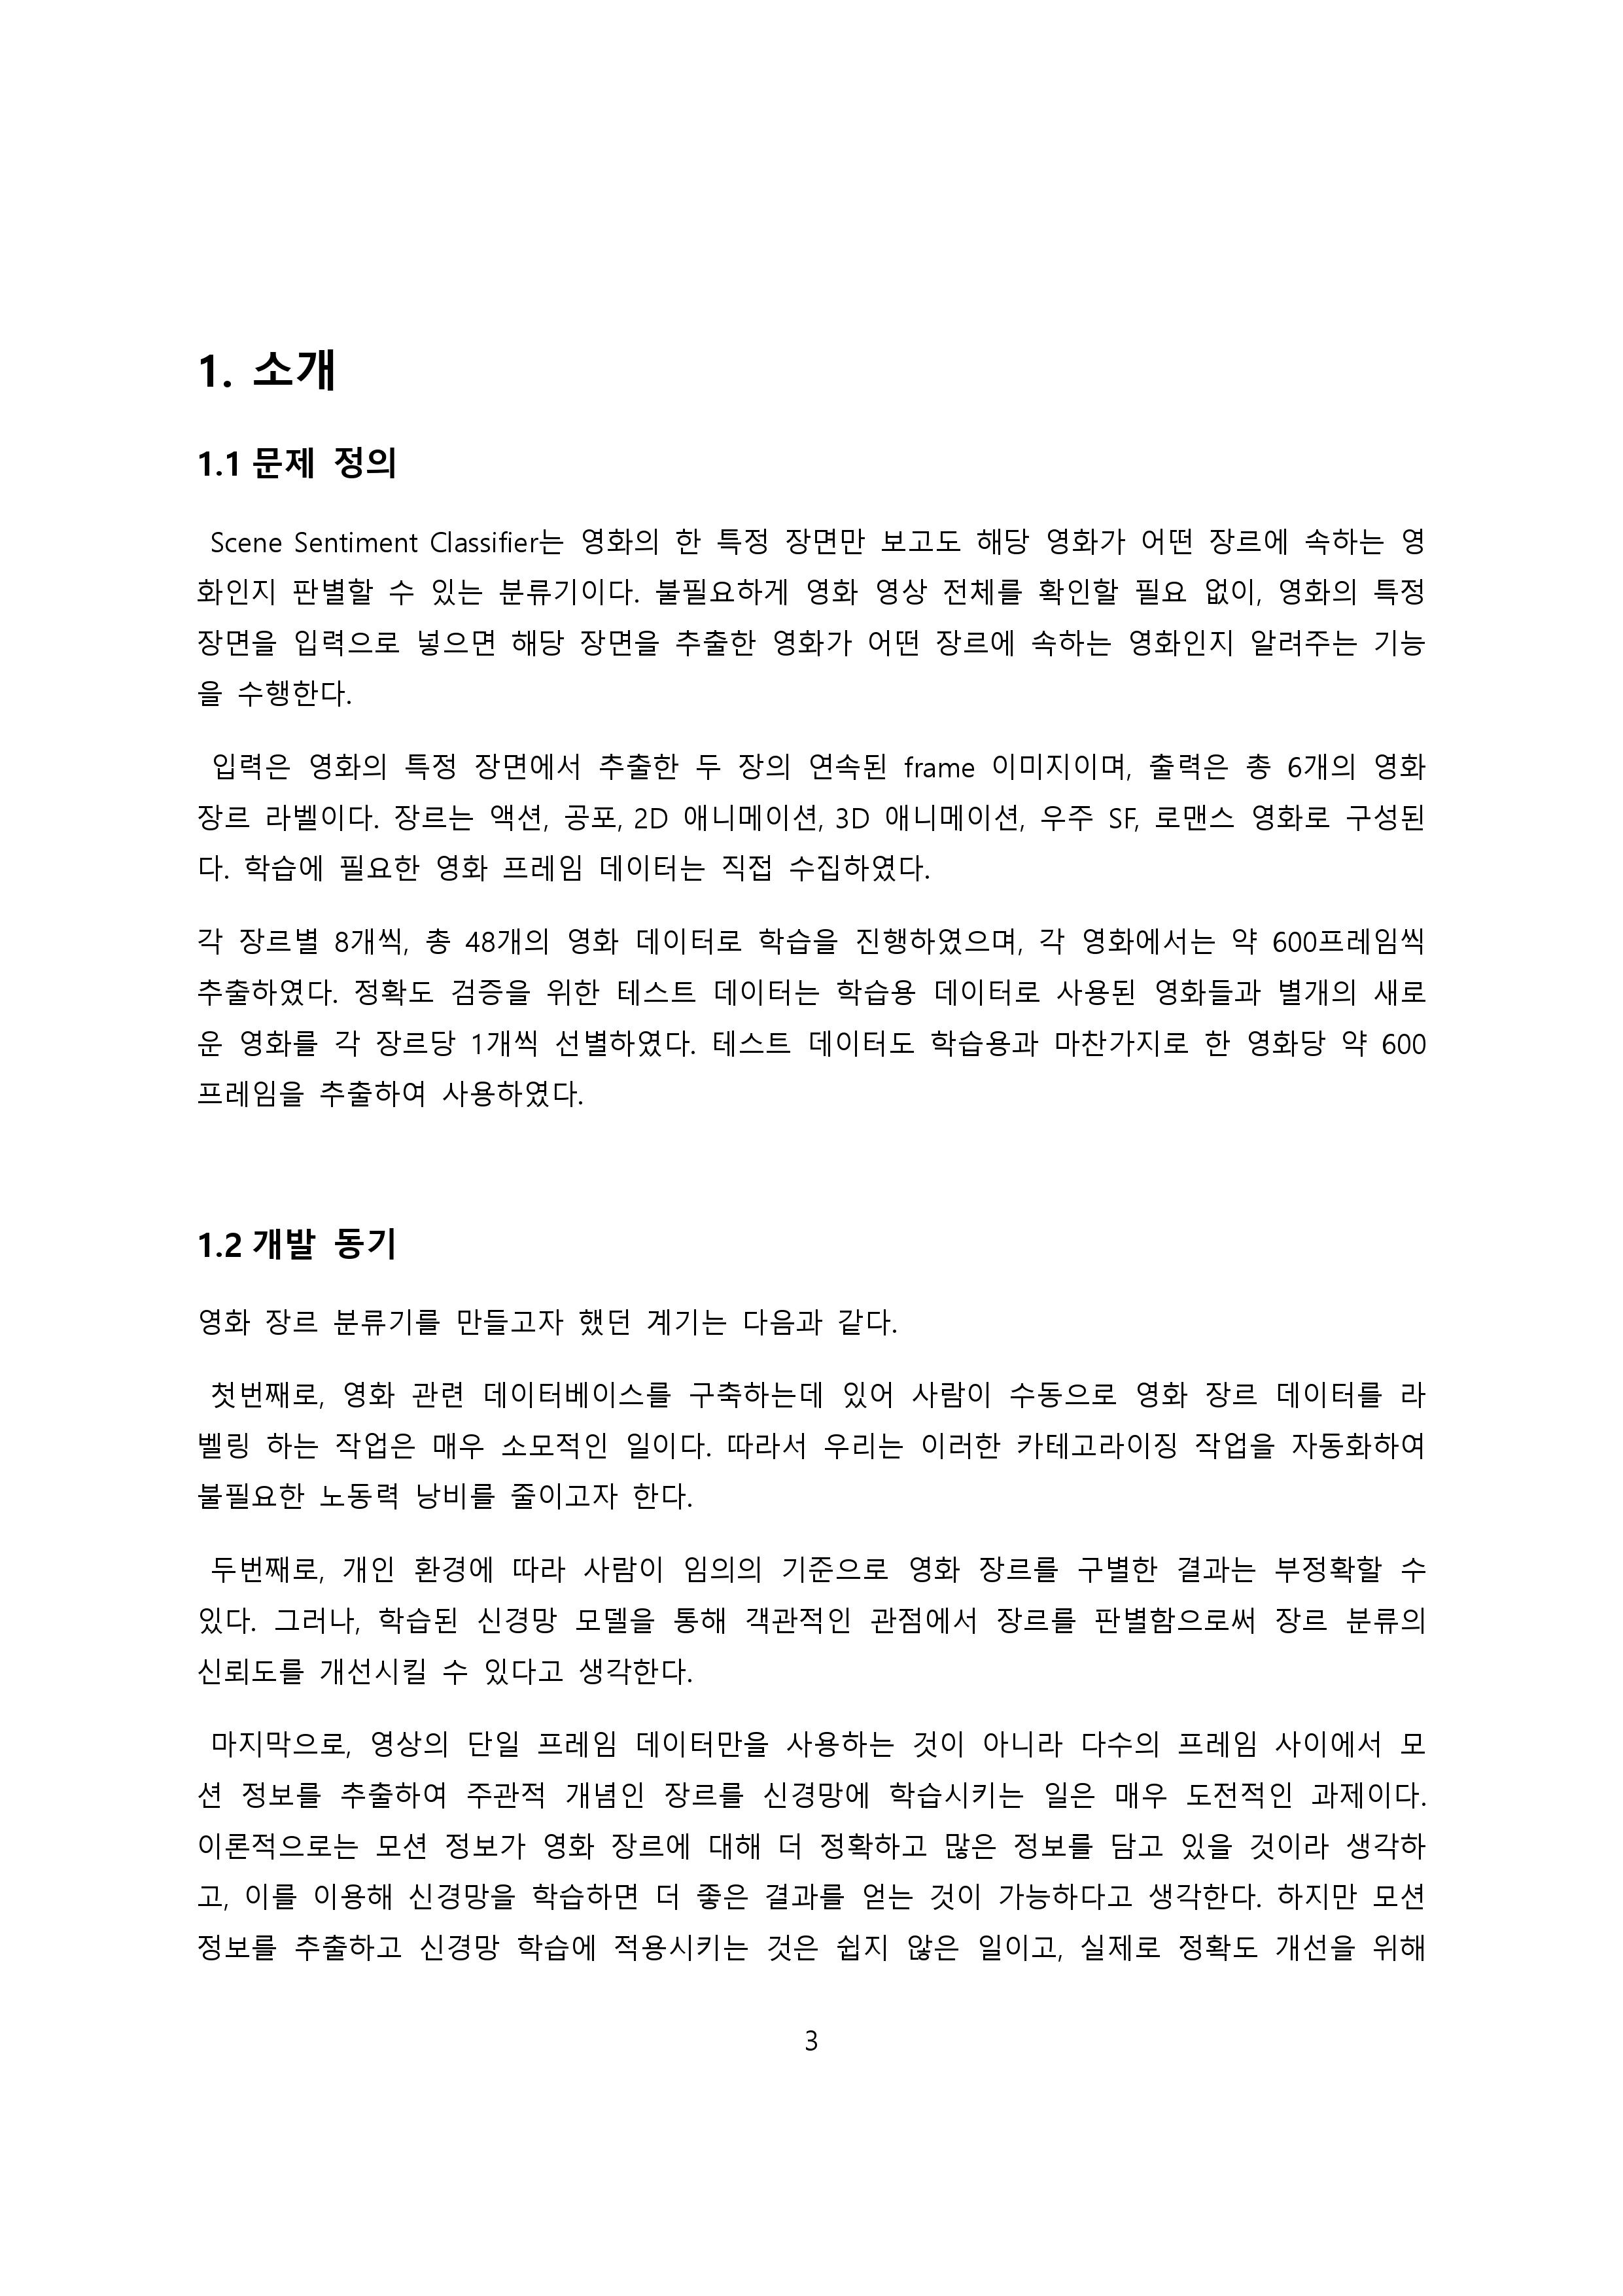 1. 소개
1.1 문제 정의
Scene Sentiment Classifier는 영화의 한 특정 장면만 보고도 해당 영화가 어떤 장르에 속하는 영
화인지 판별할 수 있는 분류기이다. 불필요하게 영화 영상 전체를 확인할 필요 없이, 영화의 특정
장면을 입력으로 넣으면 해당 장면을 추출한 영화가 어떤 장르에 속하는 영화인지 알려주는 기능
을 수행한다.
입력은 영화의 특정 장면에서 추출한 두 장의 연속된 frame 이미지이며, 출력은 총 6개의 영화
장르 라벨이다. 장르는 액션, 공포, 2D 애니메이션, 3D 애니메이션, 우주 SF, 로맨스 영화로 구성된
다. 학습에 필요한 영화 프레임 데이터는 직접 수집하였다.
각 장르별 8개씩, 총 48개의 영화 데이터로 학습을 진행하였으며, 각 영화에서는 약 600프레임씩
추출하였다. 정확도 검증을 위한 테스트 데이터는 학습용 데이터로 사용된 영화들과 별개의 새로
운 영화를 각 장르당 1개씩 선별하였다. 테스트 데이터도 학습용과 마찬가지로 한 영화당 약 600
프레임을 추출하여 사용하였다.
1.2 개발 동기
영화 장르 분류기를 만들고자 했던 계기는 다음과 같다.
첫번째로, 영화 관련 데이터베이스를 구축하는데 있어 사람이 수동으로 영화 장르 데이터를 라
벨링 하는 작업은 매우 소모적인 일이다. 따라서 우리는 이러한 카테고라이징 작업을 자동화하여
불필요한 노동력 낭비를 줄이고자 한다.
두번째로, 개인 환경에 따라 사람이 임의의 기준으로 영화 장르를 구별한 결과는 부정확할 수
있다. 그러나, 학습된 신경망 모델을 통해 객관적인 관점에서 장르를 판별함으로써 장르 분류의
신뢰도를 개선시킬 수 있다고 생각한다.
마지막으로, 영상의 단일 프레임 데이터만을 사용하는 것이 아니라 다수의 프레임 사이에서 모
션 정보를 추출하여 주관적 개념인 장르를 신경망에 학습시키는 일은 매우 도전적인 과제이다.
이론적으로는 모션 정보가 영화 장르에 대해 더 정확하고 많은 정보를 담고 있을 것이라 생각하
고, 이를 이용해 신경망을 학습하면 더 좋은 결과를 얻는 것이 가능하다고 생각한다. 하지만 모션
정보를 추출하고 신경망 학습에 적용시키는 것은 쉽지 않은 일이고, 실제로 정확도 개선을 위해
3